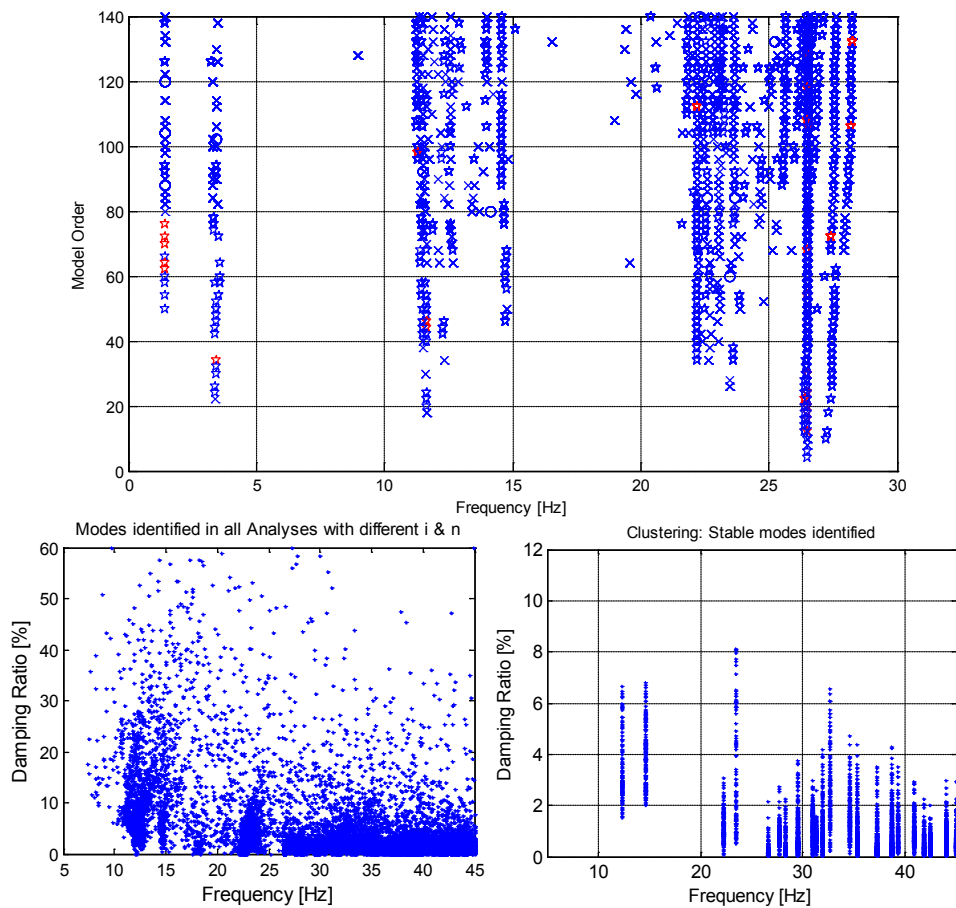 140
120
100
80
60
40
20
0
Model Order
0 5 10 15 20 25 30
Frequency [Hz]
Modes identified in all Analyses with different i & n
60
50
40
30
20
10
0
Damping Ratio [%]
5 10 15 20 25 30 35 40 45
Frequency [Hz]
Clustering: Stable modes identified
12
10
8
6
4
2
0
Damping Ratio [%]
10 20 30 40
Frequency [Hz]